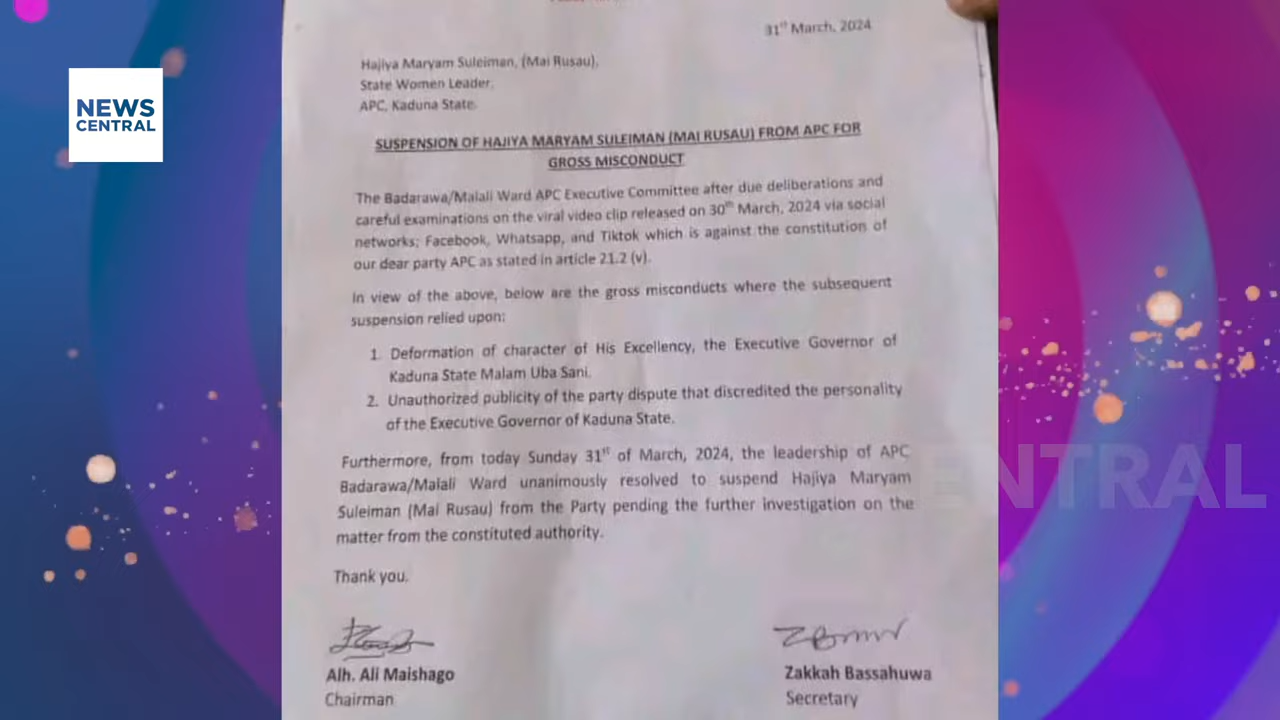 31st March, 2024
NEWS
CENTRAL
Hajiya Maryam Suleiman, (Mai Rusau),
State Women Leader,
APC, Kaduna State.
SUSPENSION OF HAJIYA MARYAM SULEIMAN (MAI RUSAU) FROM APC FOR
GROSS MISCONDUCT
The Badarawa/Malali Ward APC Executive Committee after due deliberations and
careful examinations on the viral video clip released on 30th March, 2024 via social
networks; Facebook, Whatsapp, and Tiktok which is against the constitution of
our dear party APC as stated in article 21.2 (v).
In view of the above, below are the gross misconducts where the subsequent
suspension relied upon:
1. Deformation of character of His Excellency, the Executive Governor of
Kaduna State Malam Uba Sani.
2. Unauthorized publicity of the party dispute that discredited the personality
of the Executive Governor of Kaduna State.
Furthermore, from today Sunday 31st of March, 2024, the leadership of APC
Badarawa/Malali Ward unanimously resolved to suspend Hajiya Maryam
Suleiman (Mai Rusau) from the Party pending the further investigation on the
matter from the constituted authority.
Thank you.
Alh. Ali Maishago
Chairman
Zakkah Bassahuwa
Secretary
ENTRAL